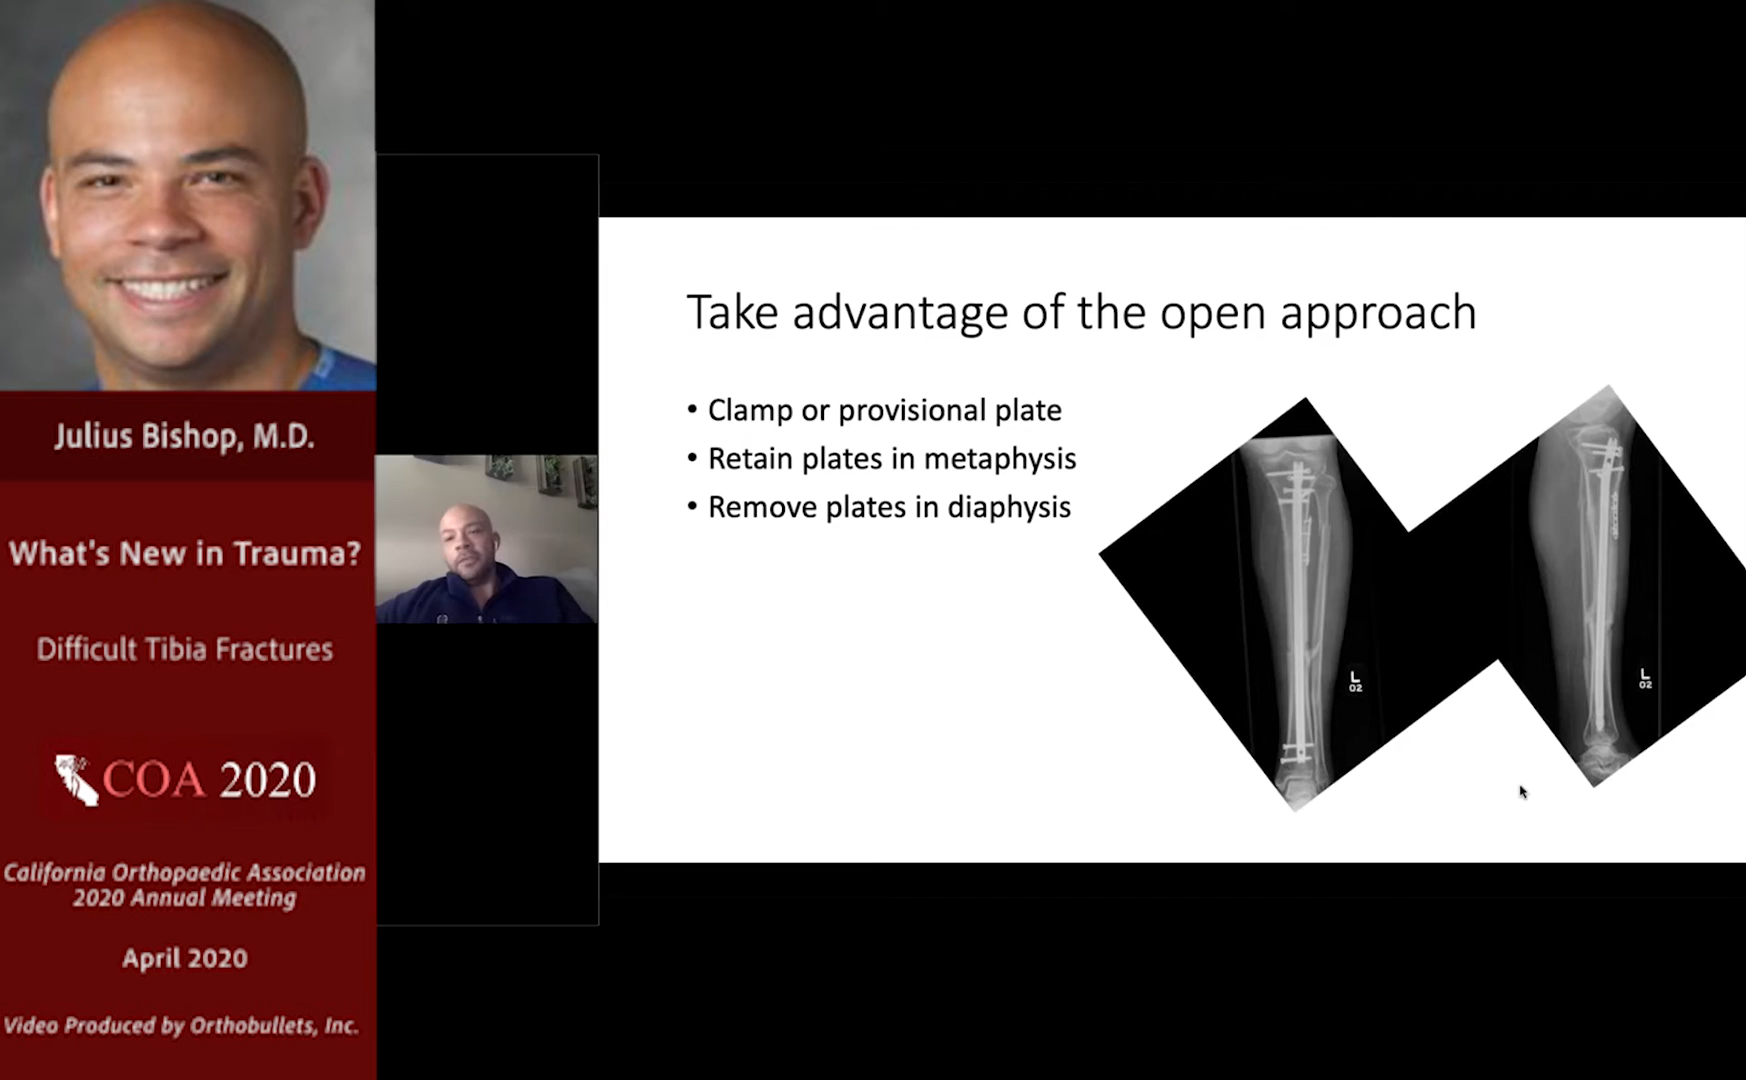 Julius Bishop, M.D.
What's New in Trauma?
Difficult Tibia Fractures
COA 2020
California Orthopaedic Association
2020 Annual Meeting
April 2020
Video Produced by Orthobullets, Inc.
Take advantage of the open approach
• Clamp or provisional plate
• Retain plates in metaphysis
• Remove plates in diaphysis
L
02
L
02